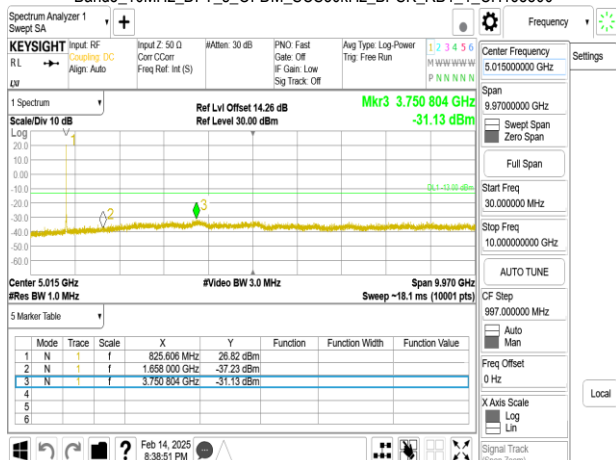 Spectrum Analyzer 1
Swept SA
Frequency
Settings
KEYSIGHT
RL
Input: RF
Coupling: DC
Align: Auto
Input Z: 50 Ω
Corr CCorr
Freq Ref: Int (S)
#Atten: 30 dB
PNO: Fast
Gate: Off
IF Gain: Low
Sig Track: Off
Avg Type: Log-Power
Trig: Free Run
1 2 3 4 5 6
M W W W W W
P N N N N N
1 Spectrum
Scale/Div 10 dB
Ref Lvl Offset 14.26 dB
Ref Level 30.00 dBm
Mkr3 3.750 804 GHz
-31.13 dBm
Log
20.0
10.0
0.00
-10.0
-20.0
-30.0
-40.0
-50.0
-60.0
1
2
3
DL1 -13.00 dBm
Center 5.015 GHz
#Video BW 3.0 MHz
Span 9.970 GHz
#Res BW 1.0 MHz
Sweep ~18.1 ms (10001 pts)
5 Marker Table
Mode Trace Scale X Y Function Function Width Function Value
1 N 1 f 825.606 MHz 26.82 dBm
2 N 1 f 1.658 000 GHz -37.23 dBm
3 N 1 f 3.750 804 GHz -31.13 dBm
4
5
6
Feb 14, 2025
8:38:51 PM
Center Frequency
5.015000000 GHz
Span
9.97000000 GHz
Swept Span
Zero Span
Full Span
Start Freq
30.000000 MHz
Stop Freq
10.000000000 GHz
AUTO TUNE
CF Step
997.000000 MHz
Auto
Man
Freq Offset
0 Hz
X Axis Scale
Log
Lin
Signal Track
(Span Zoom)
Local